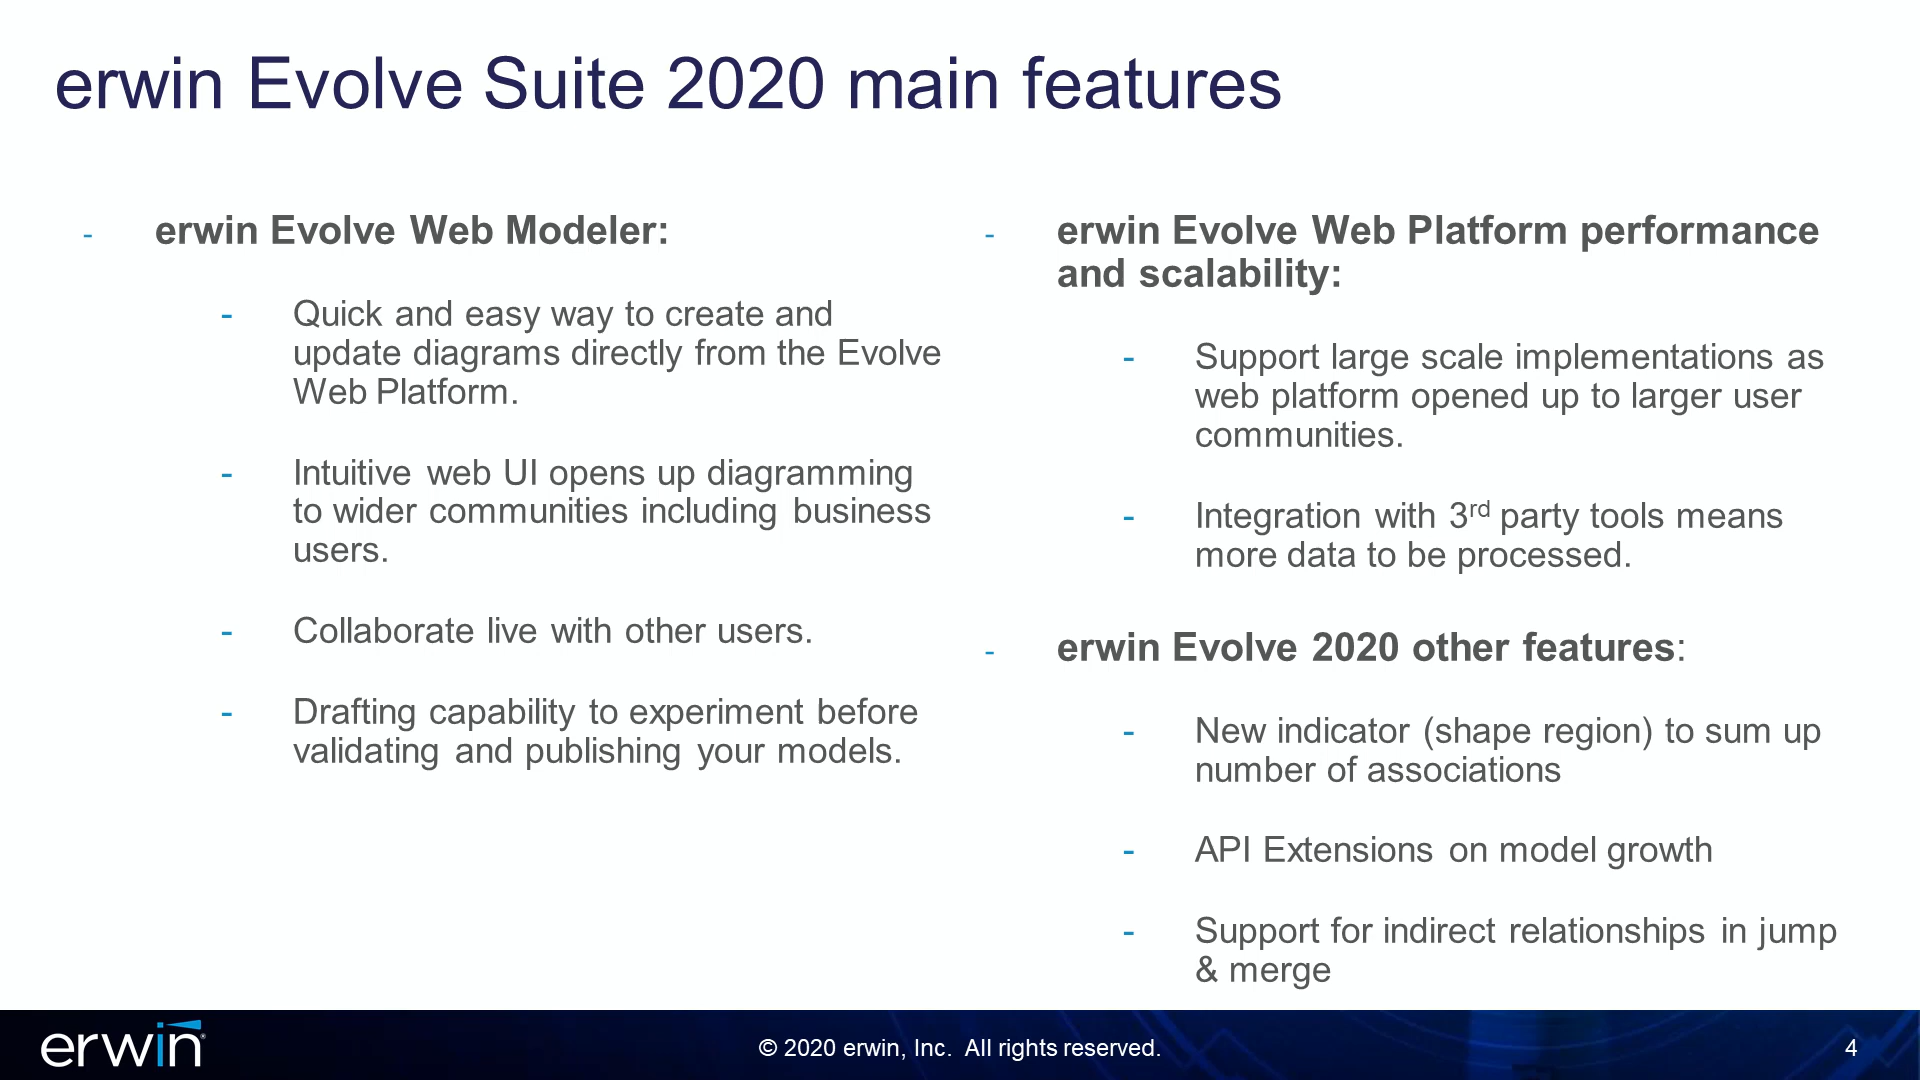 erwin Evolve Suite 2020 main features
- erwin Evolve Web Modeler:
- Quick and easy way to create and
update diagrams directly from the Evolve
Web Platform.
- Intuitive web UI opens up diagramming
to wider communities including business
users.
- Collaborate live with other users.
- Drafting capability to experiment before
validating and publishing your models.
- erwin Evolve Web Platform performance
and scalability:
- Support large scale implementations as
web platform opened up to larger user
communities.
- Integration with 3rd party tools means
more data to be processed.
- erwin Evolve 2020 other features:
- New indicator (shape region) to sum up
number of associations
- API Extensions on model growth
- Support for indirect relationships in jump
& merge
erwin®
© 2020 erwin, Inc. All rights reserved.
4